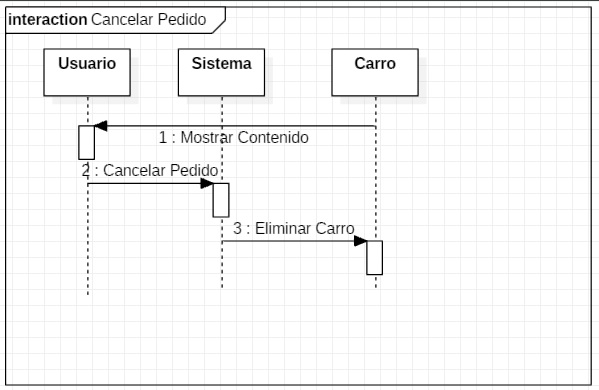 interaction Cancelar Pedido
Usuario
Sistema
Carro
1 : Mostrar Contenido
2 : Cancelar Pedido
3 : Eliminar Carro